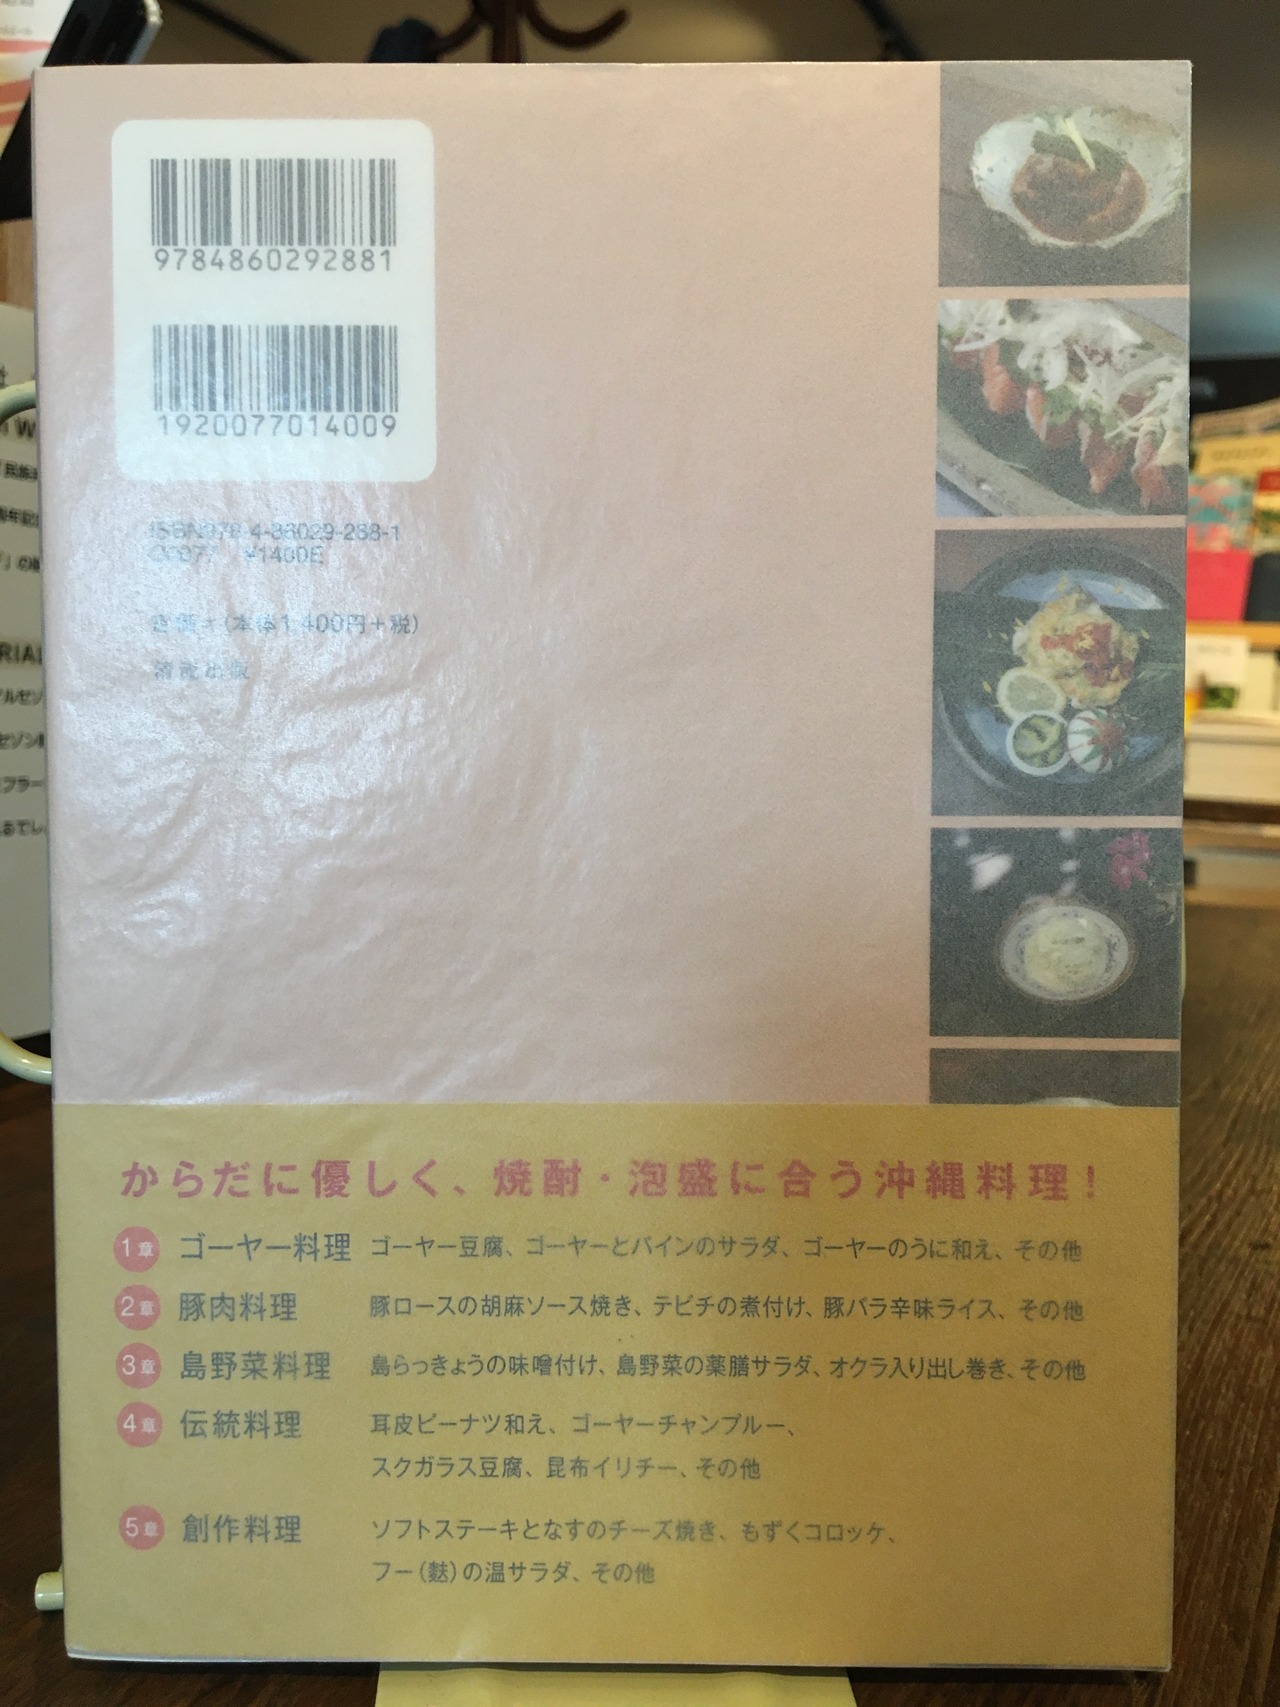 9784860292881
1920077014009
ISBN978-4-86029-288-1
C0077 ¥1400E
定価:(本体1,400円+税)
からだに優しく、焼酎・泡盛に合う沖縄料理!
1章 ゴーヤー料理 ゴーヤー豆腐、ゴーヤーとパインのサラダ、ゴーヤーのうに和え、その他
2章 豚肉料理 豚ロースの胡麻ソース焼き、テビチの煮付け、豚バラ辛味ライス、その他
3章 島野菜料理 島らっきょうの味噌付け、島野菜の薬膳サラダ、オクラ入り出し巻き、その他
4章 伝統料理 耳皮ピーナツ和え、ゴーヤーチャンプルー、
スクガラス豆腐、昆布イリチー、その他
5章 創作料理 ソフトステーキとなすのチーズ焼き、もずくコロッケ、
フー(麩)の温サラダ、その他